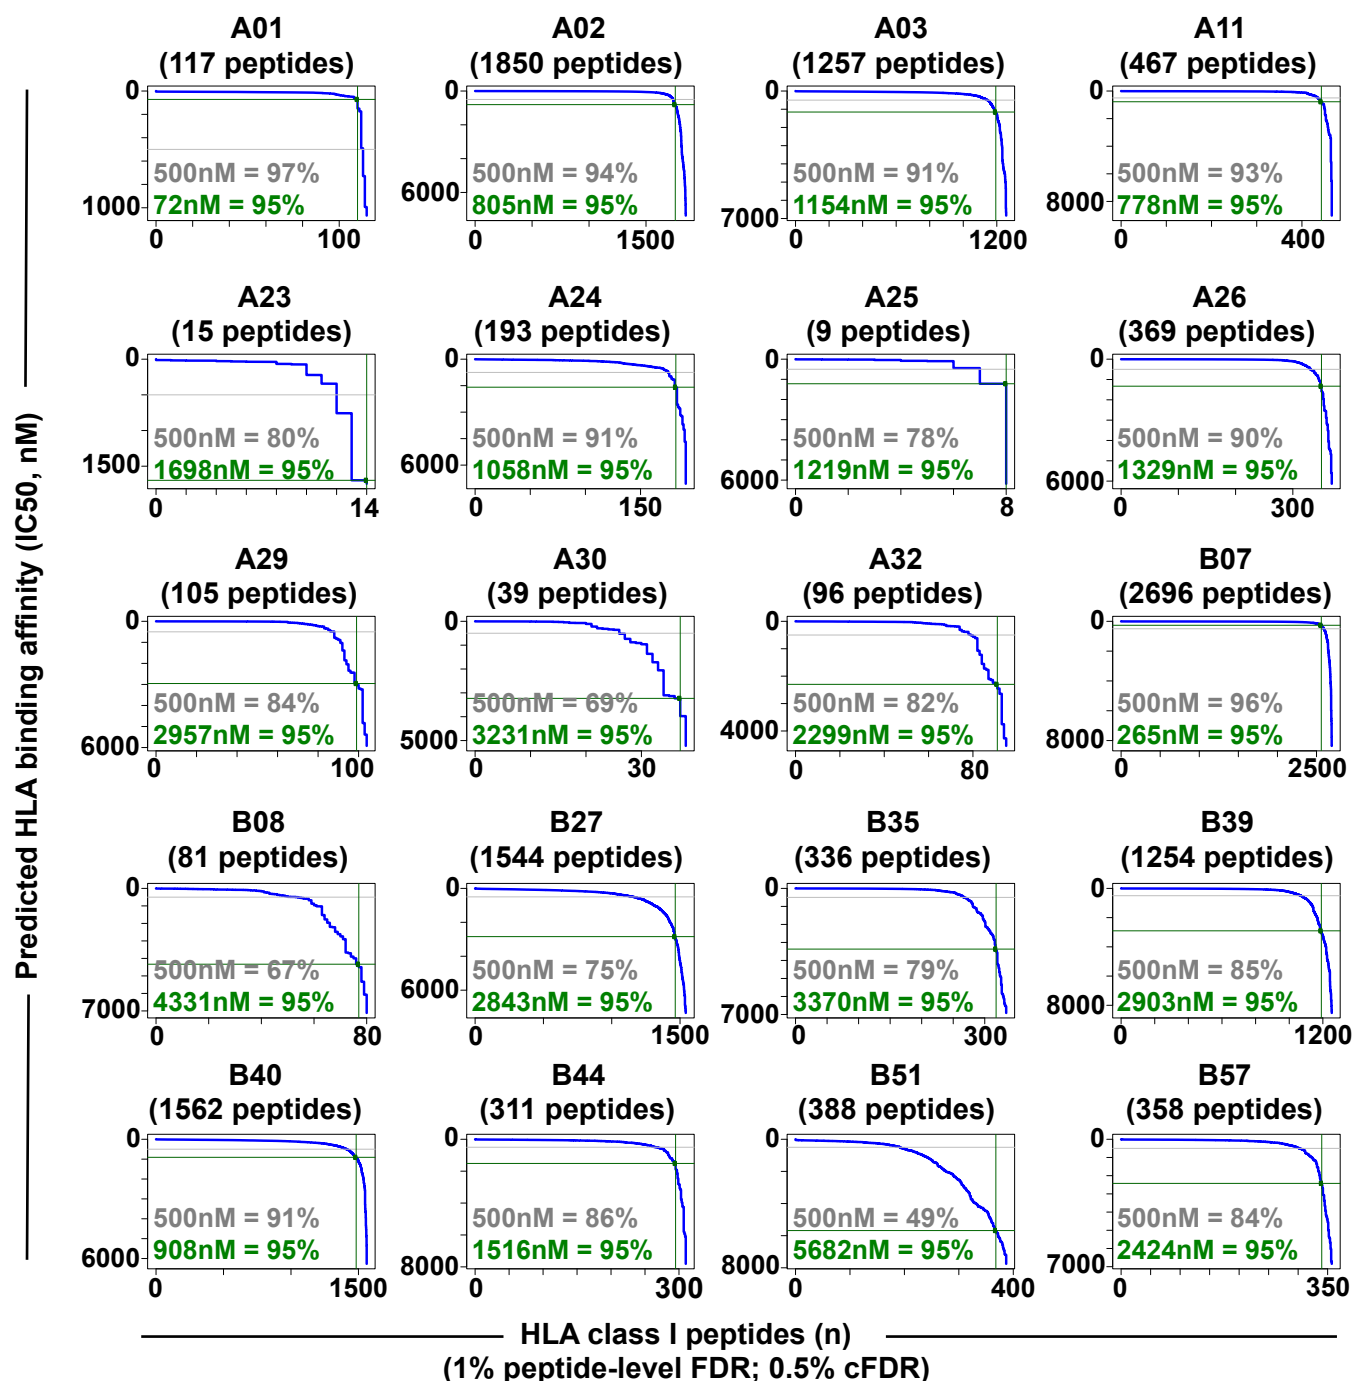 A01
(117 peptides)
0
1000
500nM = 97%
72nM = 95%
0
100
A02
(1850 peptides)
0
6000
500nM = 94%
805nM = 95%
0
1500
A03
(1257 peptides)
0
7000
500nM = 91%
1154nM = 95%
0
1200
A11
(467 peptides)
0
8000
500nM = 93%
778nM = 95%
0
400
A23
(15 peptides)
0
1500
500nM = 80%
1698nM = 95%
0
14
A24
(193 peptides)
0
6000
500nM = 91%
1058nM = 95%
0
150
A25
(9 peptides)
0
6000
500nM = 78%
1219nM = 95%
0
8
A26
(369 peptides)
0
6000
500nM = 90%
1329nM = 95%
0
300
A29
(105 peptides)
0
6000
500nM = 84%
2957nM = 95%
0
100
A30
(39 peptides)
0
5000
500nM = 69%
3231nM = 95%
0
30
A32
(96 peptides)
0
4000
500nM = 82%
2299nM = 95%
0
80
B07
(2696 peptides)
0
8000
500nM = 96%
265nM = 95%
0
2500
B08
(81 peptides)
0
7000
500nM = 67%
4331nM = 95%
0
80
B27
(1544 peptides)
0
6000
500nM = 75%
2843nM = 95%
0
1500
B35
(336 peptides)
0
7000
500nM = 79%
3370nM = 95%
0
300
B39
(1254 peptides)
0
8000
500nM = 85%
2903nM = 95%
0
1200
B40
(1562 peptides)
0
6000
500nM = 91%
908nM = 95%
0
1500
B44
(311 peptides)
0
8000
500nM = 86%
1516nM = 95%
0
300
B51
(388 peptides)
0
8000
500nM = 49%
5682nM = 95%
0
400
B57
(358 peptides)
0
7000
500nM = 84%
2424nM = 95%
0
350
Predicted HLA binding affinity (IC50, nM)
HLA class I peptides (n)
(1% peptide-level FDR; 0.5% cFDR)